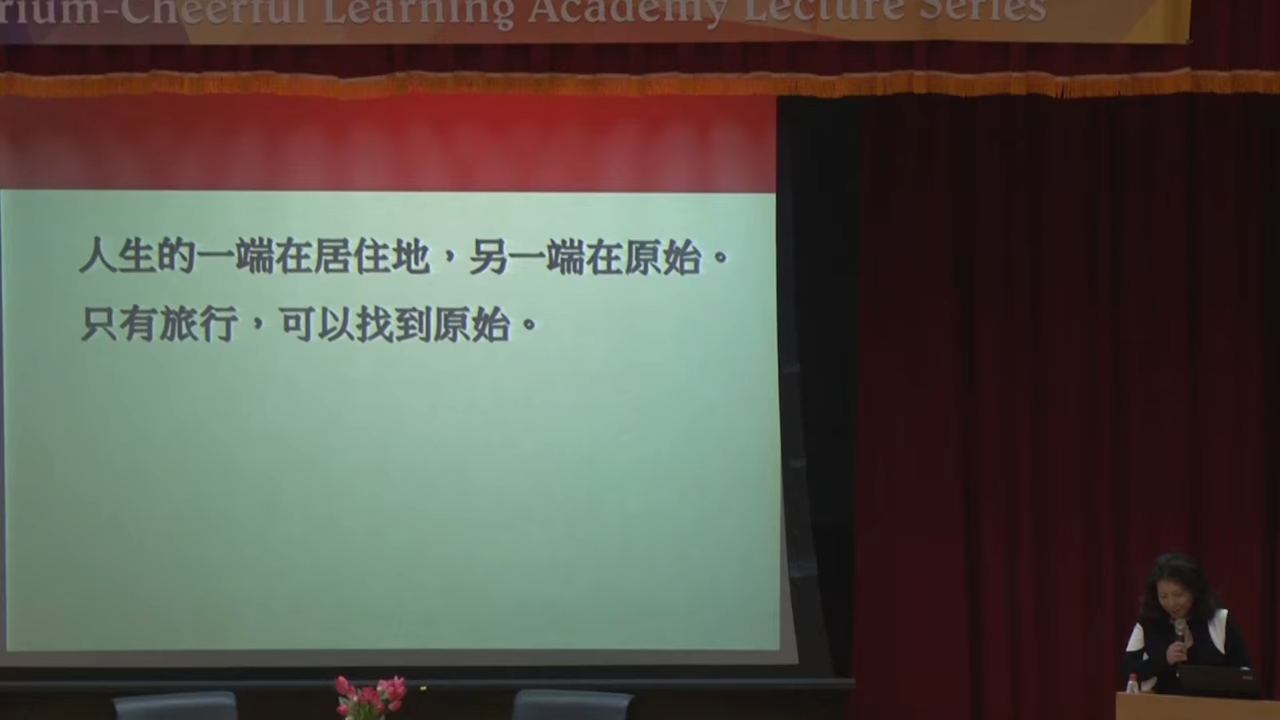 -Cheerful Learning Academy Lecture Series
人生的一端在居住地，另一端在原始。
只有旅行，可以找到原始。